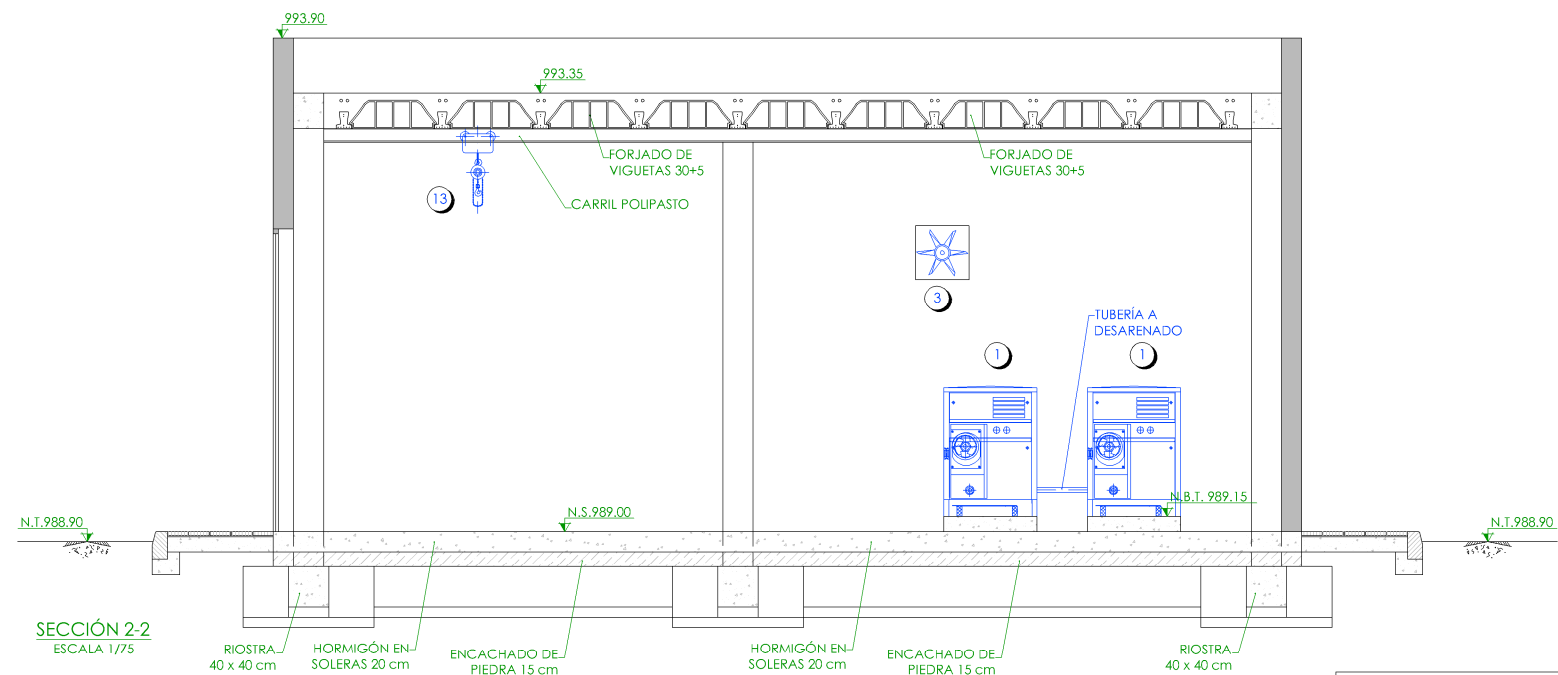 993.90
993.35
FORJADO DE
VIGUETAS 30+5
FORJADO DE
VIGUETAS 30+5
13
CARRIL POLIPASTO
3
TUBERÍA A
DESARENADO
1
1
N.T.988.90
N.S.989.00
N.B.T. 989.15
N.T.988.90
SECCIÓN 2-2
ESCALA 1/75
RIOSTRA
40 x 40 cm
HORMIGÓN EN
SOLERAS 20 cm
ENCACHADO DE
PIEDRA 15 cm
HORMIGÓN EN
SOLERAS 20 cm
ENCACHADO DE
PIEDRA 15 cm
RIOSTRA
40 x 40 cm